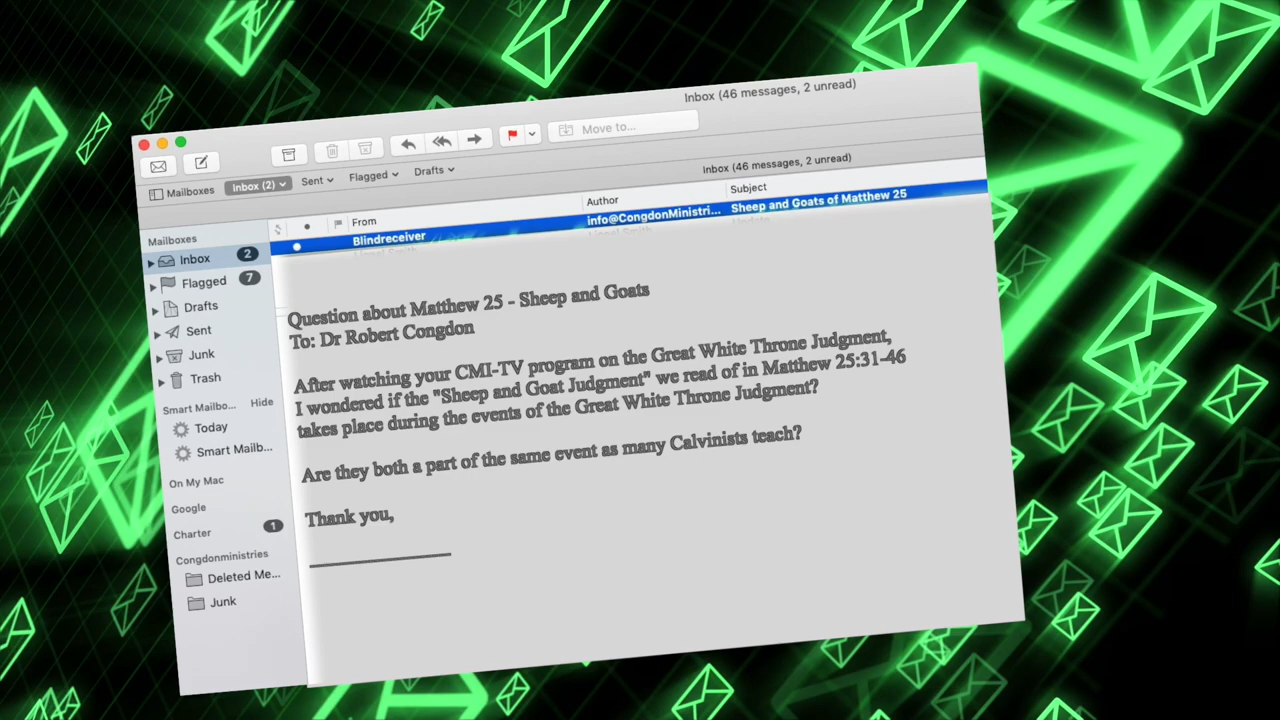 Inbox (46 messages, 2 unread)
Move to...
Mailboxes Inbox (2) Sent Flagged Drafts
Inbox (46 messages, 2 unread)
Mailboxes
Inbox 2
Flagged 7
Drafts
Sent
Junk
Trash
Smart Mailbo... Hide
Today
Smart Mailb...
On My Mac
Google
Charter 1
Congdonministries
Deleted Me...
Junk
From Author Subject
Blindreceiver info@CongdonMinistri... Sheep and Goats of Matthew 25
Question about Matthew 25 - Sheep and Goats
To: Dr Robert Congdon
After watching your CMI-TV program on the Great White Throne Judgment,
I wondered if the "Sheep and Goat Judgment" we read of in Matthew 25:31-46
takes place during the events of the Great White Throne Judgment?
Are they both a part of the same event as many Calvinists teach?
Thank you,